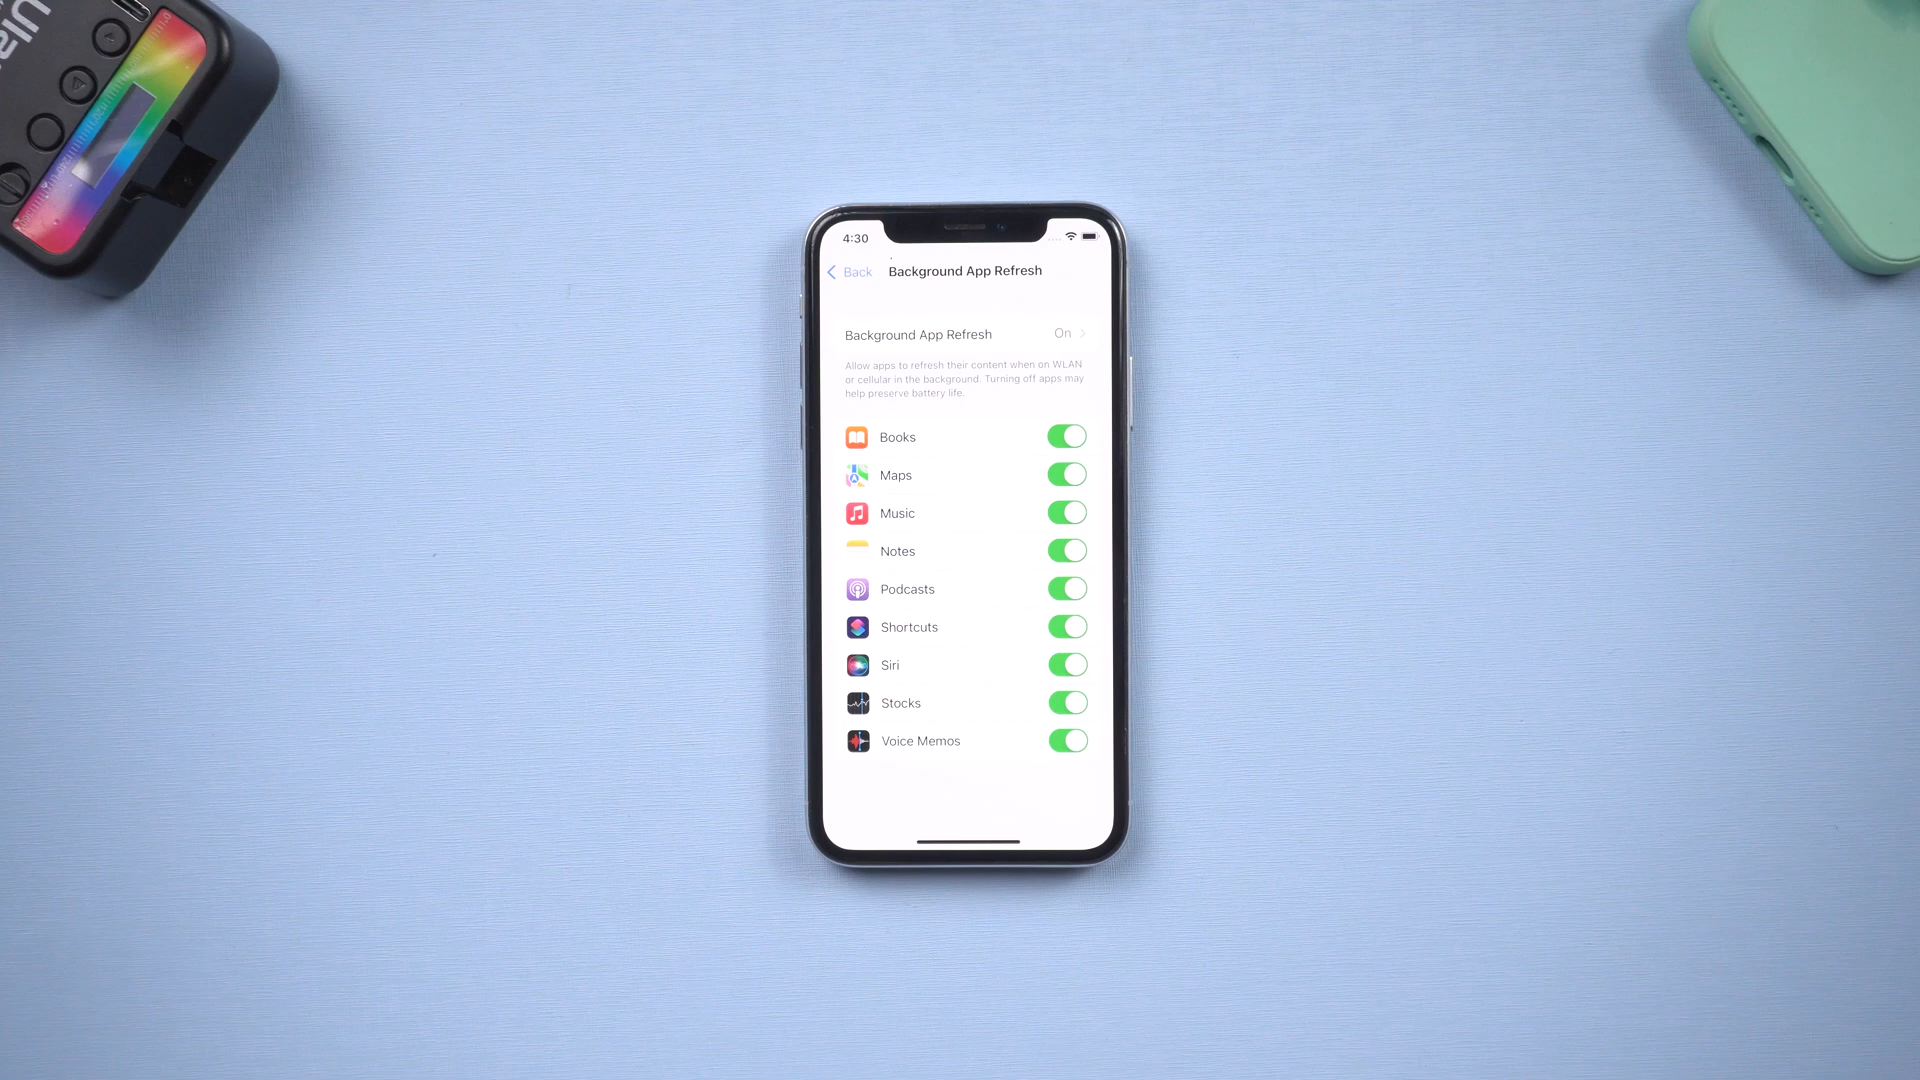 4:30
Back
Background App Refresh
Background App Refresh
On
Allow apps to refresh their content when on WLAN
or cellular in the background. Turning off apps may
help preserve battery life.
Books
Maps
Music
Notes
Podcasts
Shortcuts
Siri
Stocks
Voice Memos